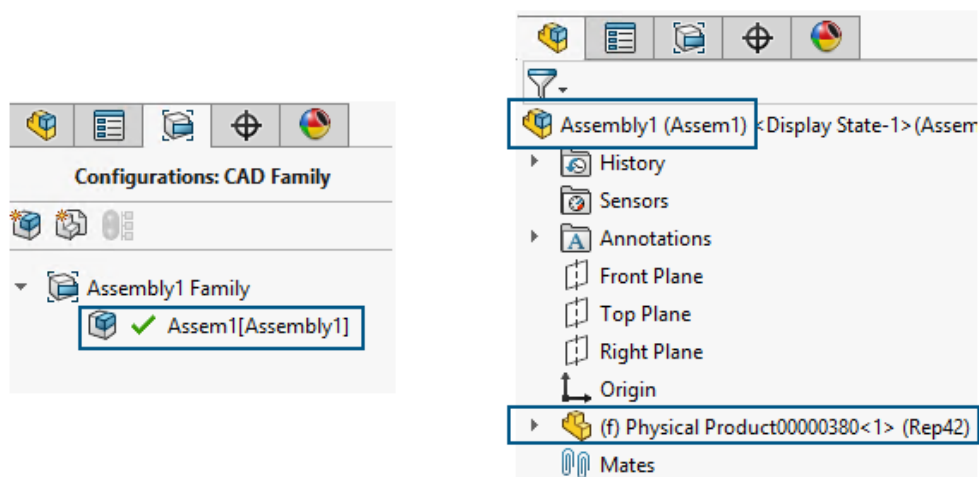 Configurations: CAD Family
Assembly1 Family
Assem1[Assembly1]
Assembly1 (Assem1) <Display State-1>(Assem
History
Sensors
A Annotations
Front Plane
Top Plane
Right Plane
Origin
(f) Physical Product00000380<1> (Rep42)
Mates